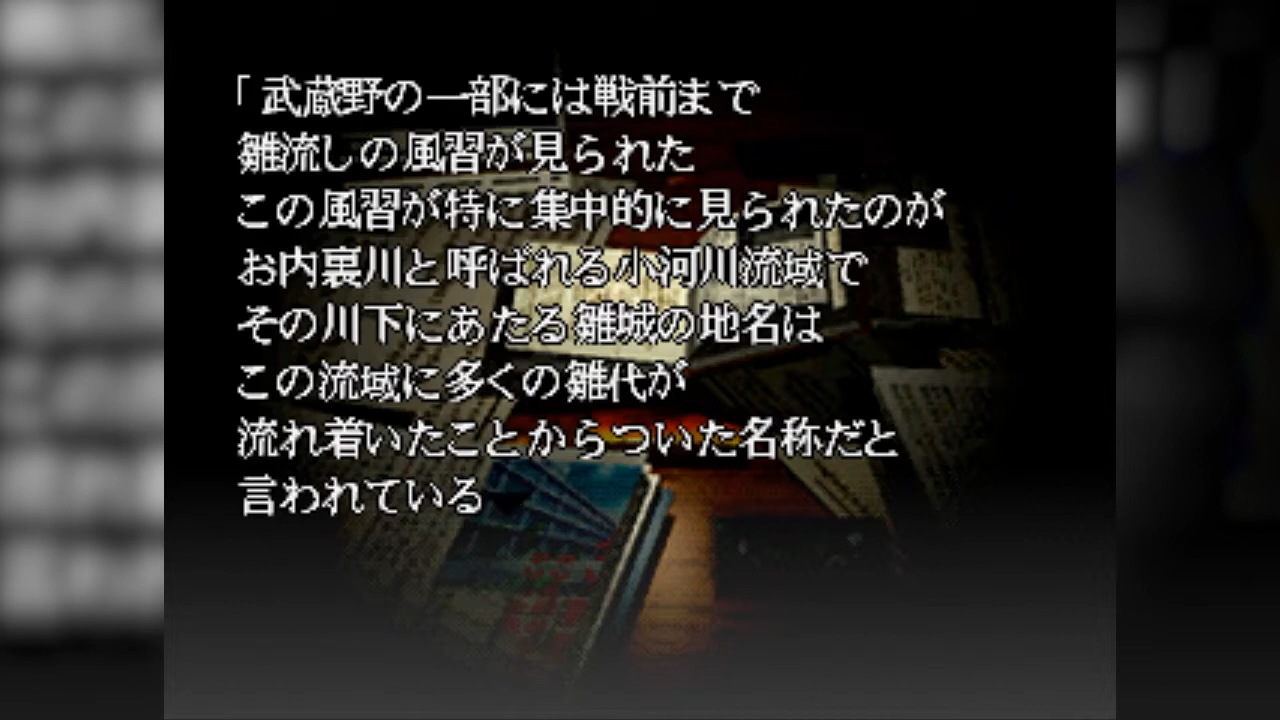 「武蔵野の一部には戦前まで
雛流しの風習が見られた
この風習が特に集中的に見られたのが
お内裏川と呼ばれる小河川流域で
その川下にあたる雛城の地名は
この流域に多くの雛代が
流れ着いたことからついた名称だと
言われている